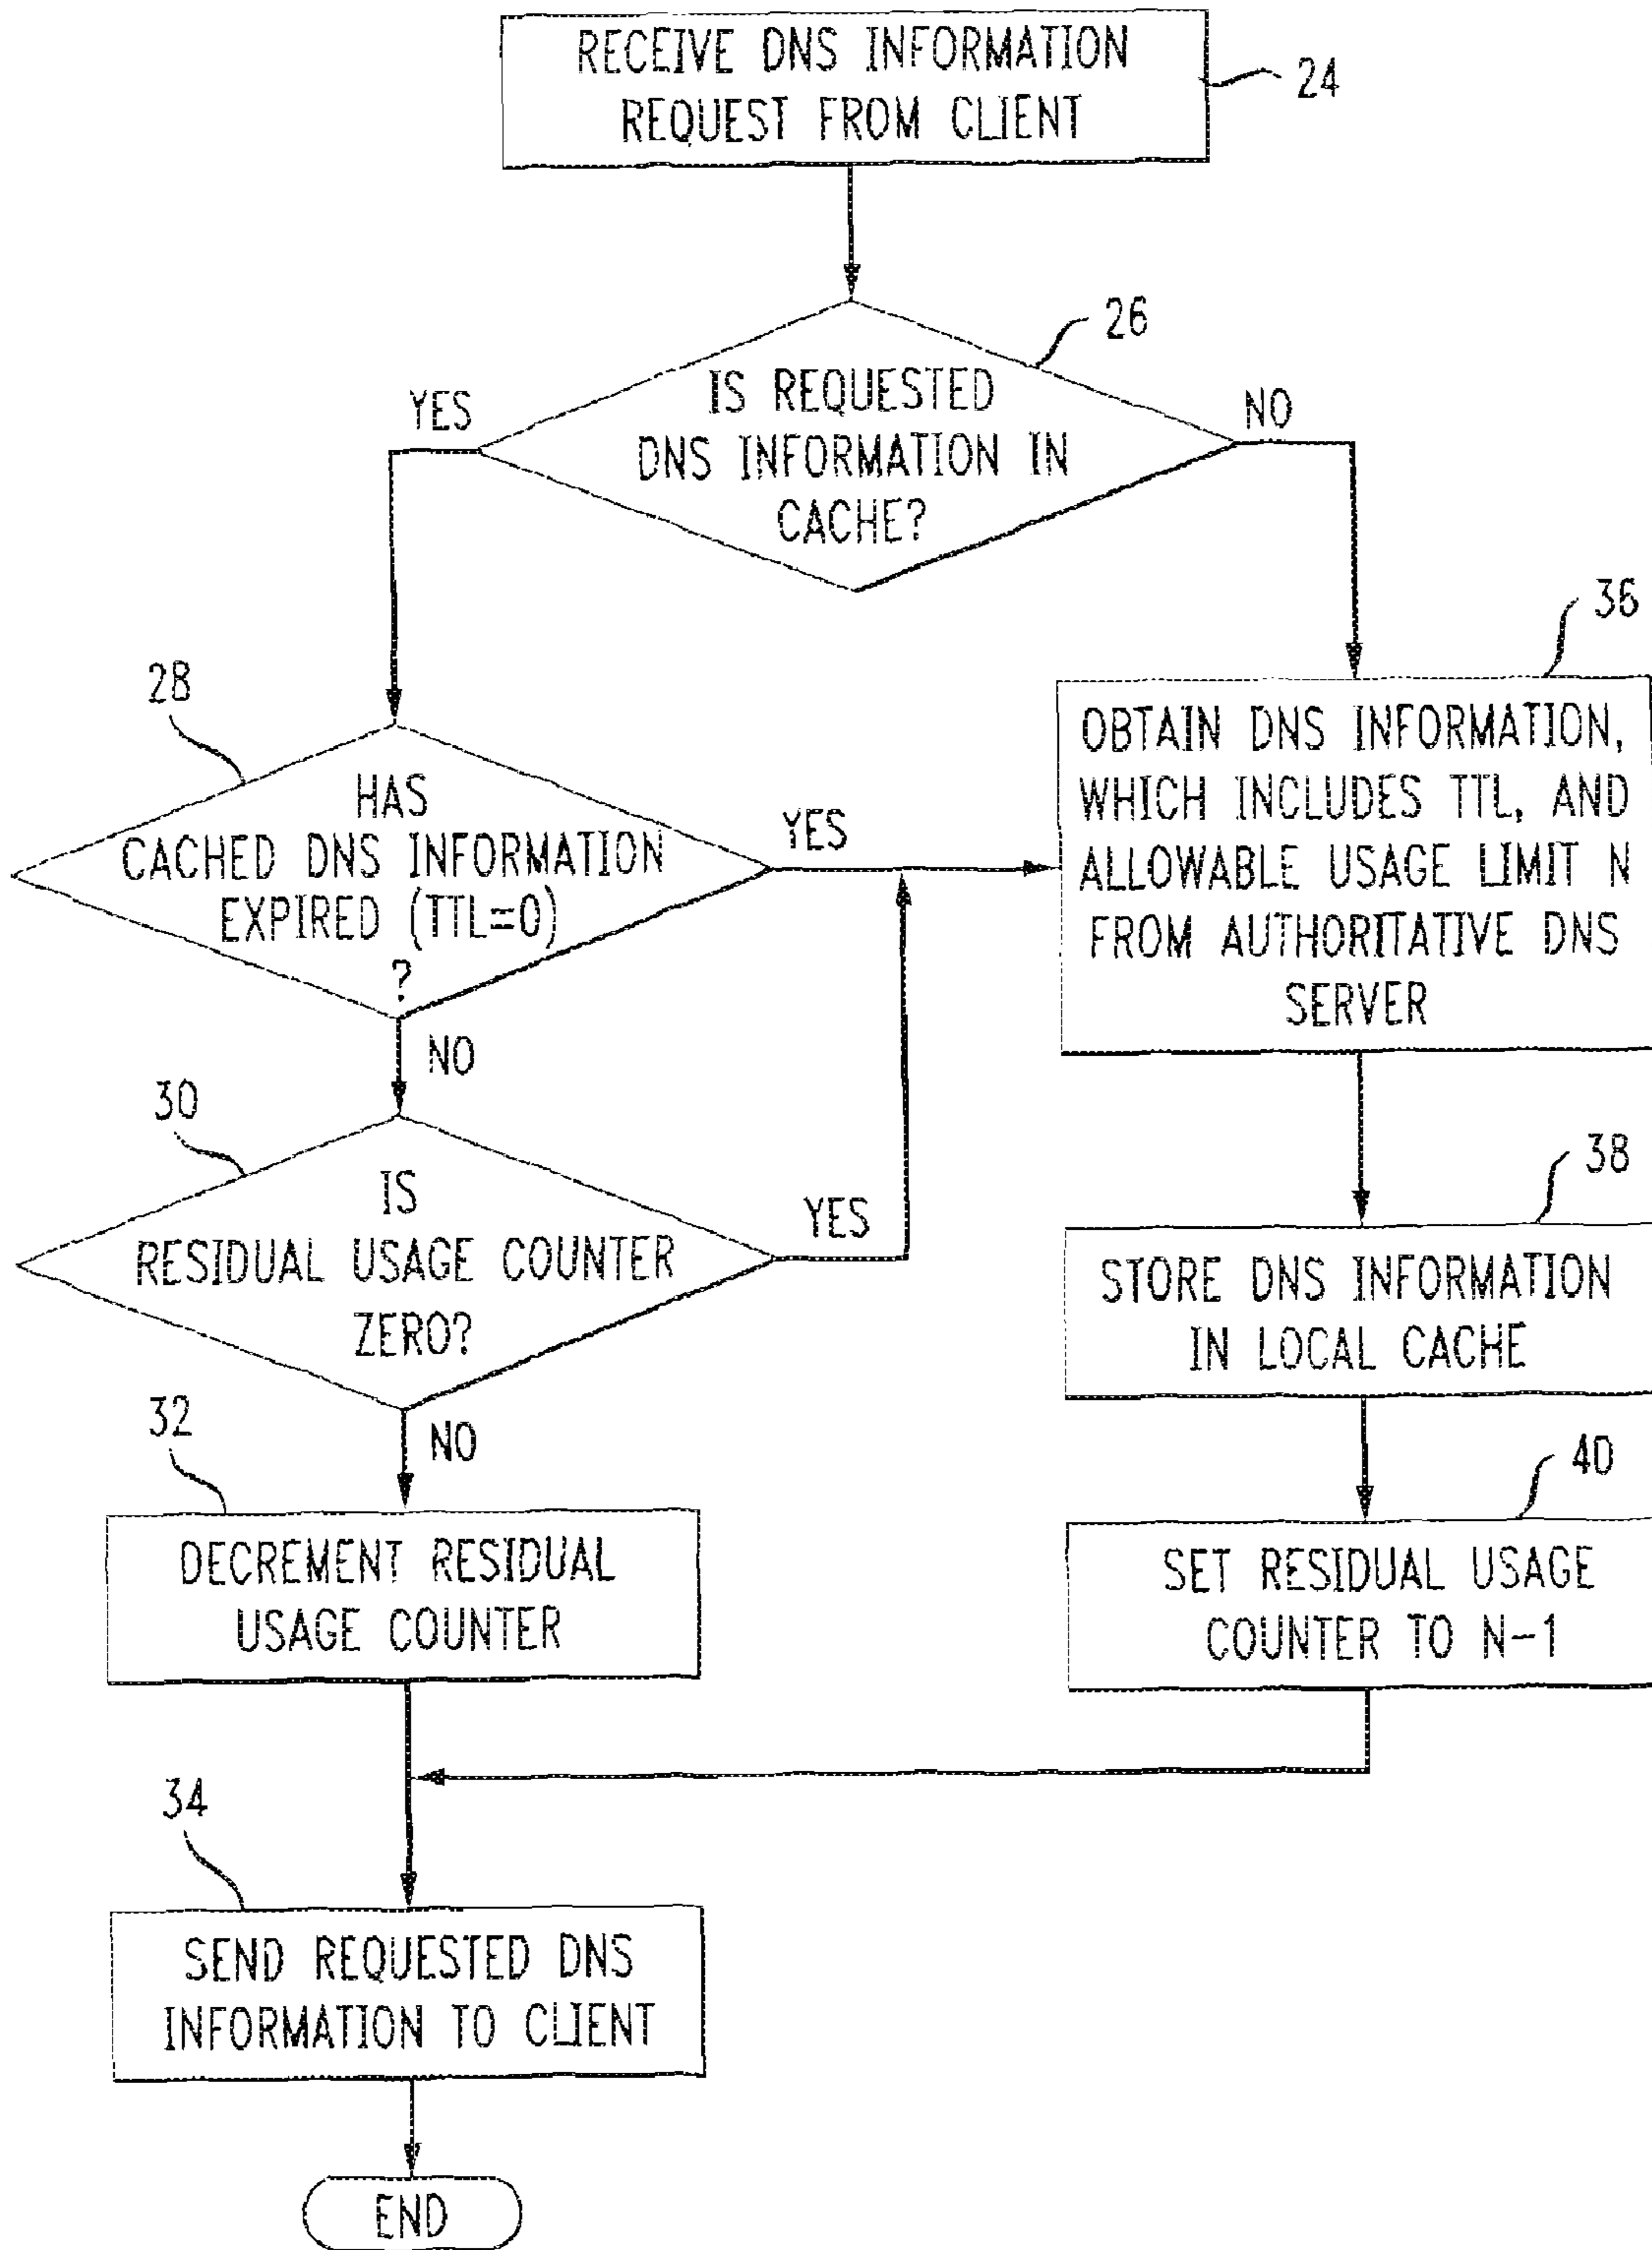 RECEIVE DNS INFORMATION
REQUEST FROM CLIENT
24
26
IS REQUESTED
DNS INFORMATION IN
CACHE?
YES
NO
36
OBTAIN DNS INFORMATION,
WHICH INCLUDES TTL, AND
ALLOWABLE USAGE LIMIT N
FROM AUTHORITATIVE DNS
SERVER
28
HAS
CACHED DNS INFORMATION
EXPIRED (TTL=0)
?
YES
NO
30
IS
RESIDUAL USAGE COUNTER
ZERO?
YES
NO
38
STORE DNS INFORMATION
IN LOCAL CACHE
32
DECREMENT RESIDUAL
USAGE COUNTER
40
SET RESIDUAL USAGE
COUNTER TO N-1
34
SEND REQUESTED DNS
INFORMATION TO CLIENT
END